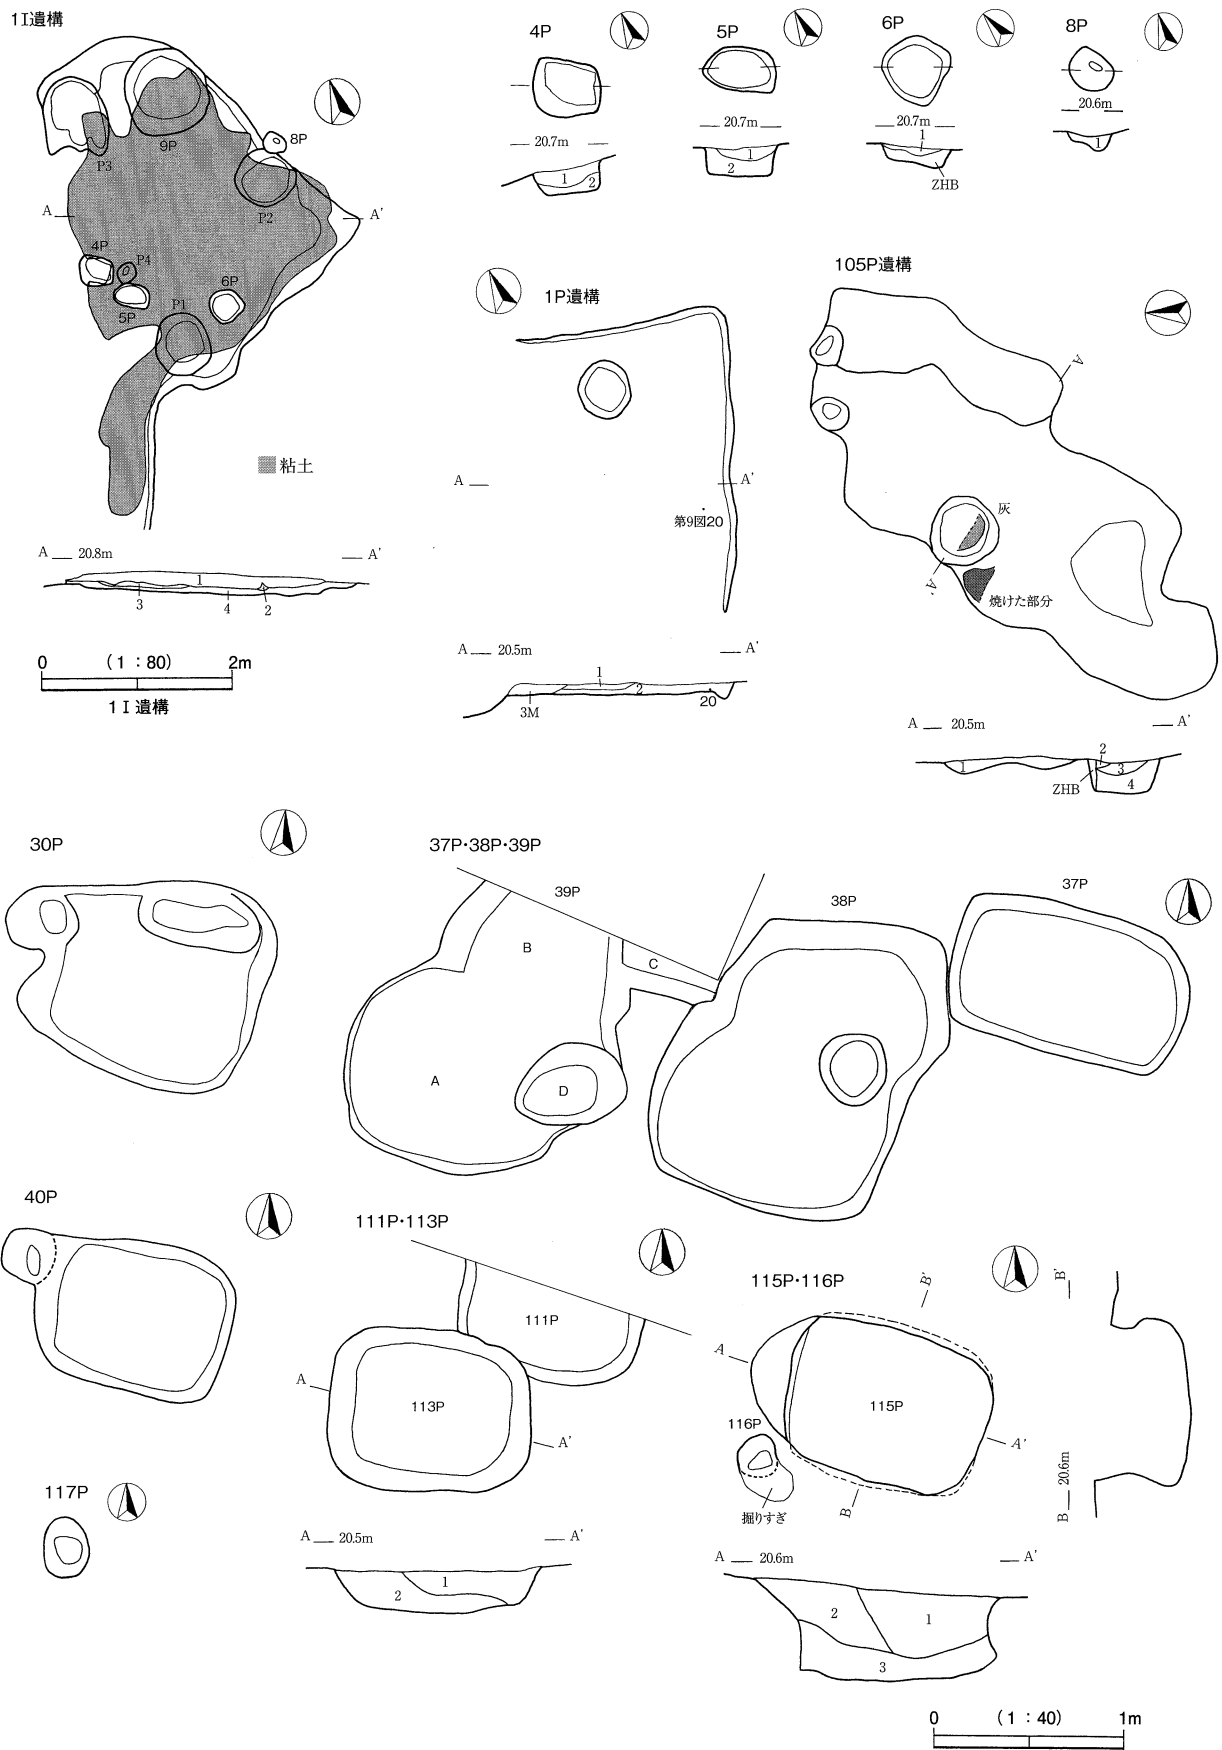 1I遺構
9P
8P
P3
P2
A
A'
4P
P4
5P
6P
P1
粘土
A 20.8m A'
1
3 4 2
0 (1:80) 2m
1I遺構
4P
20.7m
1 2
5P
20.7m
1
2
6P
20.7m
1
ZHB
8P
20.6m
1
1P遺構
A A'
第9図20
A 20.5m A'
1
2
3M
20
105P遺構
A
灰
A'
焼けた部分
A 20.5m A'
1
2
3
4
ZHB
30P
37P・38P・39P
39P
B
C
A
D
38P
37P
40P
111P・113P
111P
113P
A
A'
A 20.5m A'
1
2
115P・116P
B'
A
115P
116P
A'
掘りすぎ
B
B'
B 20.6m
A 20.6m A'
2
1
3
117P
0 (1:40) 1m